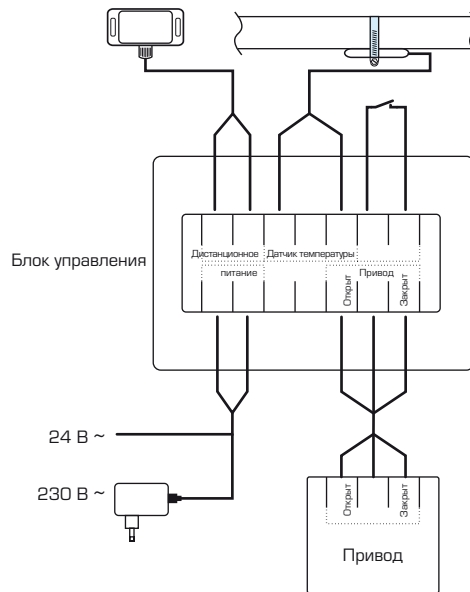 Блок управления
Дистанционное Датчик температуры
питание Привод
Открыт Закрыт
24 В ~
230 В ~
Открыт Закрыт
Привод